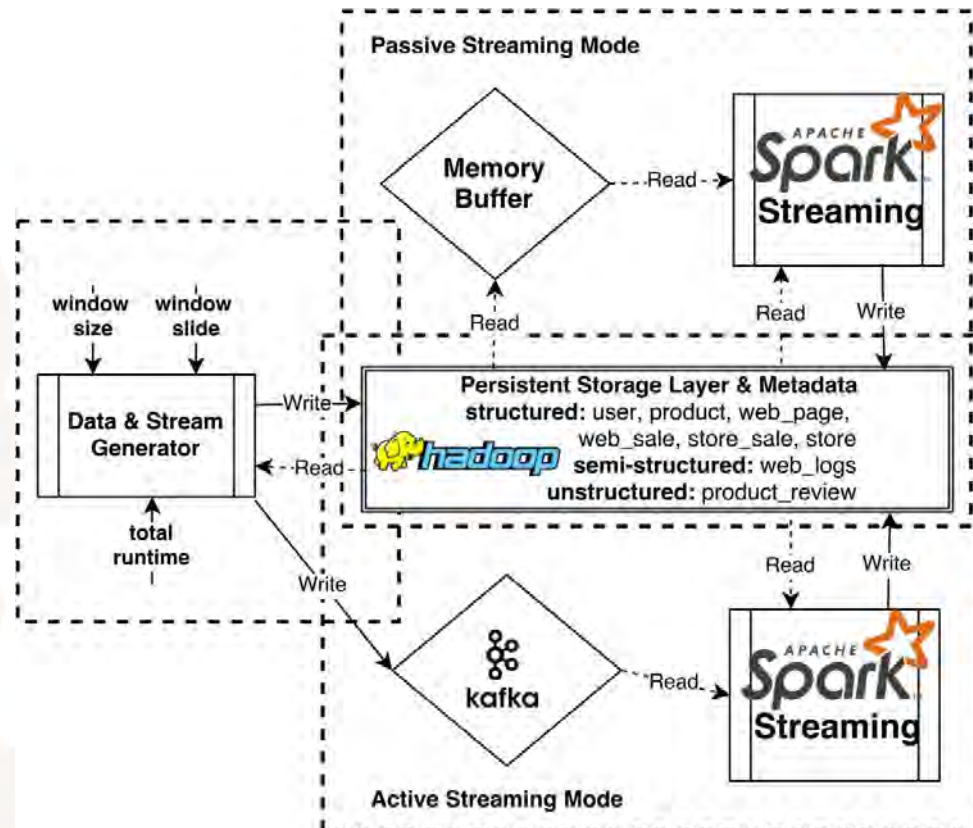 Passive Streaming Mode
Memory
Buffer
Read
APACHE
Spark
Streaming
window
size
window
slide
Read
Read
Write
Data & Stream
Generator
Write
Read
Persistent Storage Layer & Metadata
structured: user, product, web_page,
web_sale, store_sale, store
hadoop
semi-structured: web_logs
unstructured: product_review
total
runtime
Write
Read
Write
kafka
Read
APACHE
Spark
Streaming
Active Streaming Mode